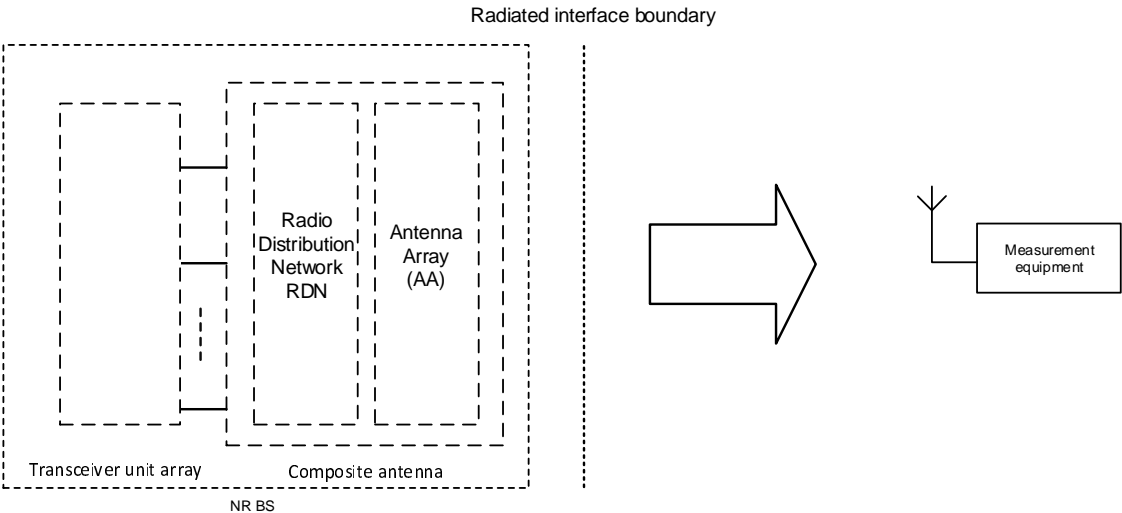 Radiated interface boundary
Radio
Distribution
Network
RDN
Antenna
Array
(AA)
Measurement
equipment
Transceiver unit array
Composite antenna
NR BS